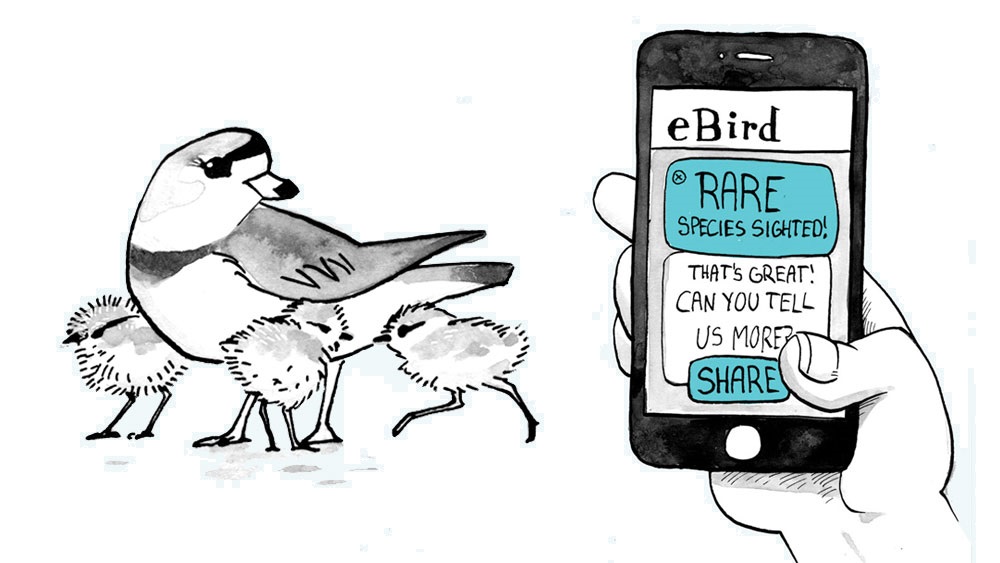 eBird
RARE
SPECIES SIGHTED!
THAT'S GREAT!
CAN YOU TELL
US MORE?
SHARE